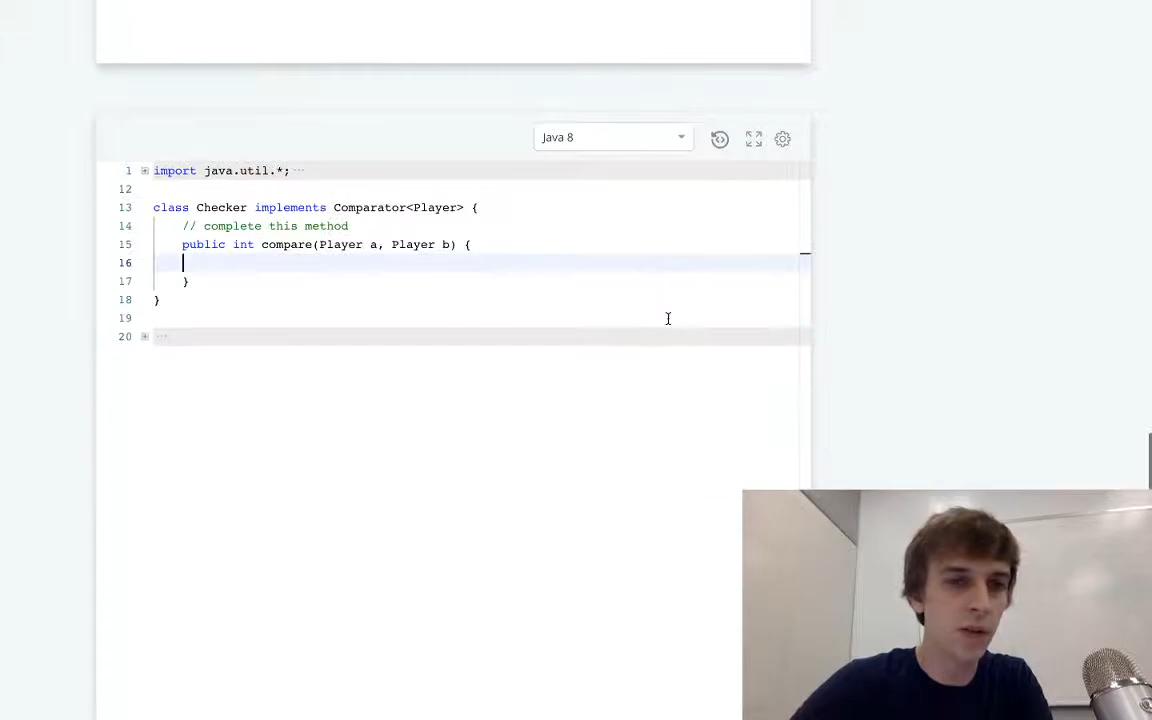 Java 8
1 import java.util.*; ...
12
13 class Checker implements Comparator<Player> {
14 // complete this method
15 public int compare(Player a, Player b) {
16
17 }
18 }
19
20 ...